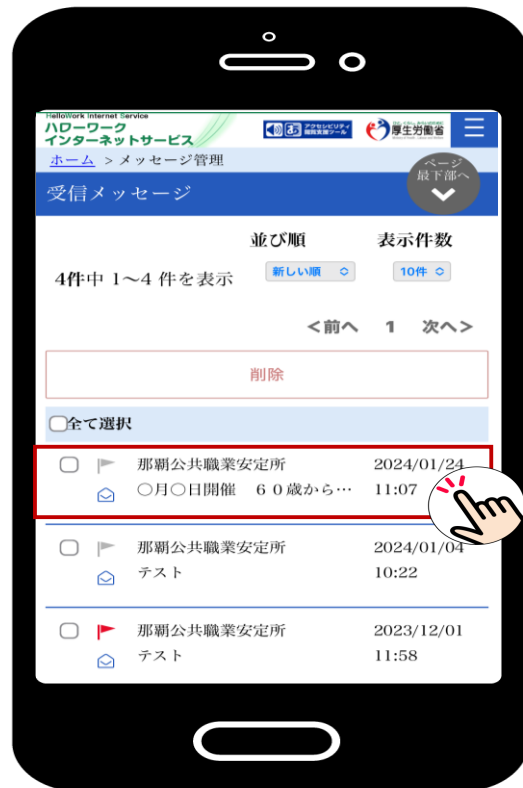 HelloWork Internet Service
ハローワーク
インターネットサービス
アクセシビリティ
閲覧支援ツール
厚生労働省
ホーム > メッセージ管理
ページ
最下部へ
受信メッセージ
並び順 表示件数
4件中 1～4 件を表示 新しい順 10件
<前へ 1 次へ>
削除
全て選択
那覇公共職業安定所 2024/01/24
○月○日開催 60歳から… 11:07
那覇公共職業安定所 2024/01/04
テスト 10:22
那覇公共職業安定所 2023/12/01
テスト 11:58